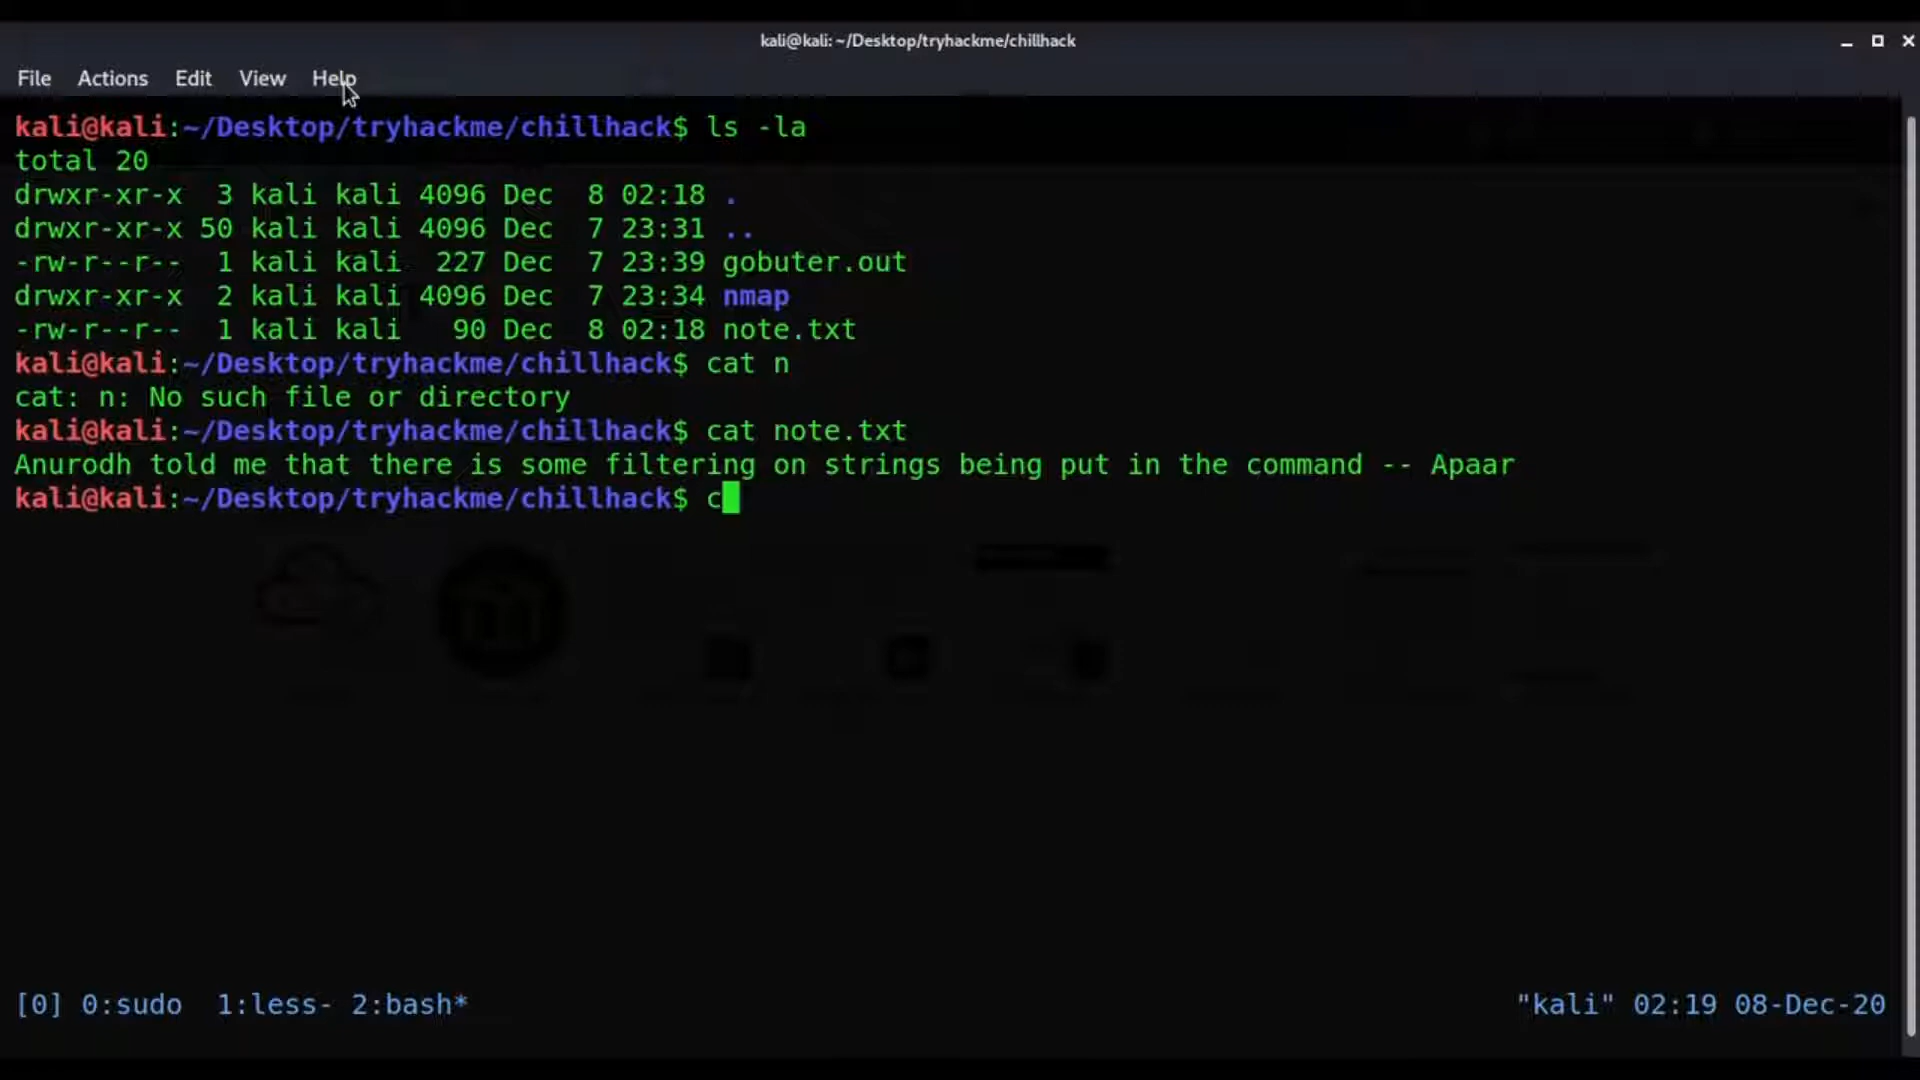 kali@kali: ~/Desktop/tryhackme/chillhack
File Actions Edit View Help
kali@kali:~/Desktop/tryhackme/chillhack$ ls -la
total 20
drwxr-xr-x  3 kali kali 4096 Dec  8 02:18 .
drwxr-xr-x 50 kali kali 4096 Dec  7 23:31 ..
-rw-r--r--  1 kali kali  227 Dec  7 23:39 gobuter.out
drwxr-xr-x  2 kali kali 4096 Dec  7 23:34 nmap
-rw-r--r--  1 kali kali   90 Dec  8 02:18 note.txt
kali@kali:~/Desktop/tryhackme/chillhack$ cat n
cat: n: No such file or directory
kali@kali:~/Desktop/tryhackme/chillhack$ cat note.txt
Anurodh told me that there is some filtering on strings being put in the command -- Apaar
kali@kali:~/Desktop/tryhackme/chillhack$ c
[0] 0:sudo  1:less- 2:bash* "kali" 02:19 08-Dec-20